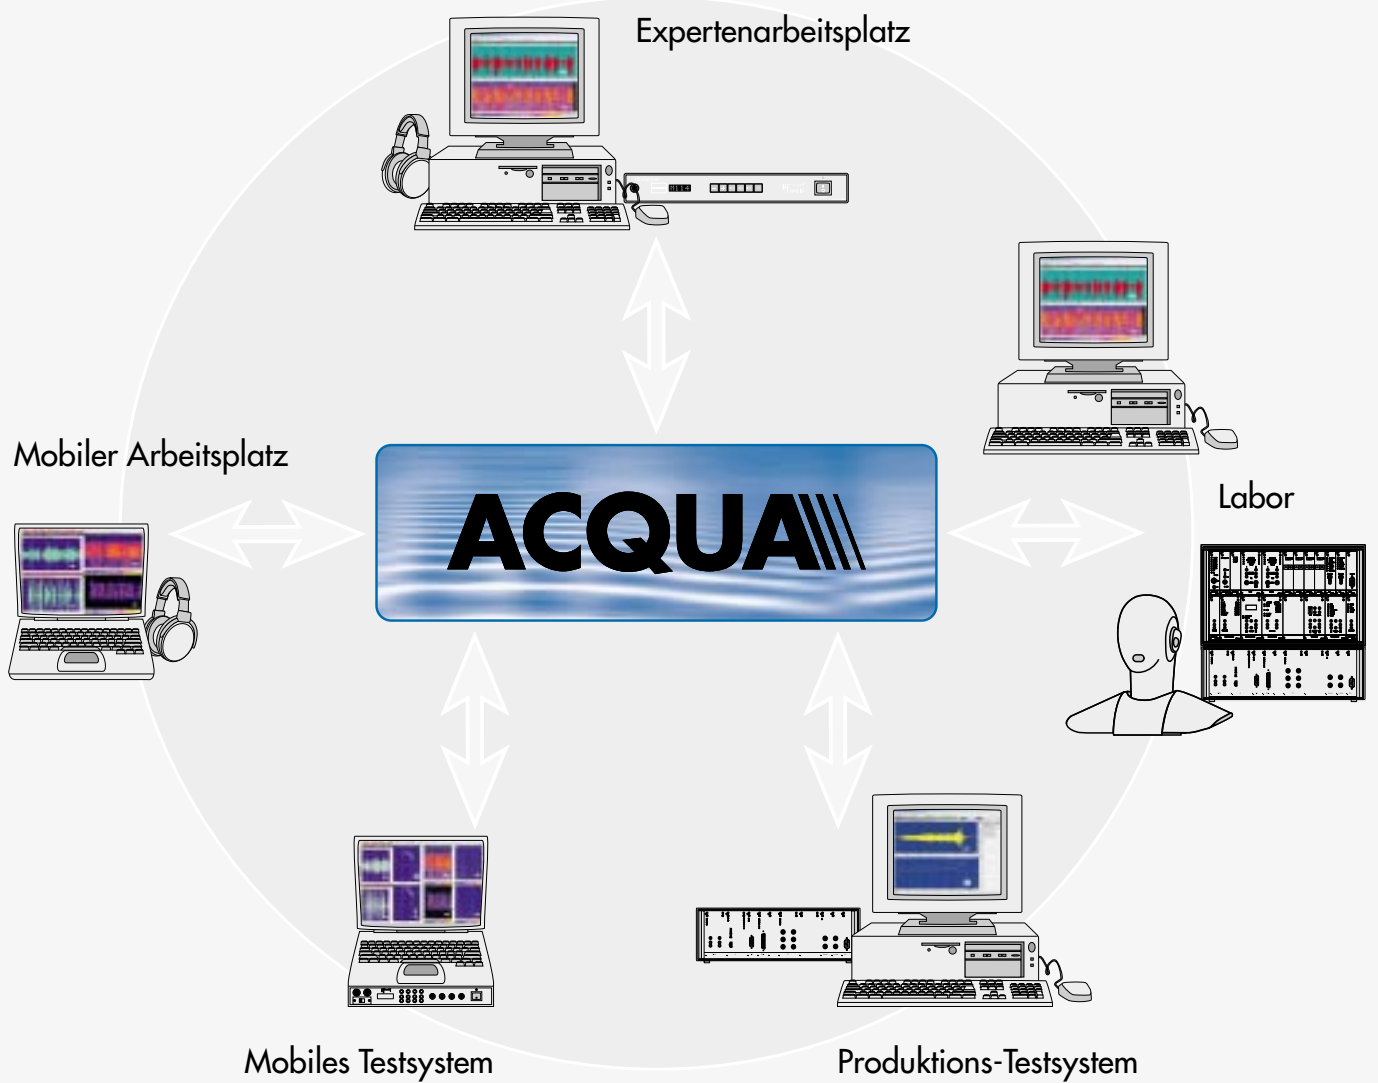 Expertenarbeitsplatz
Mobiler Arbeitsplatz
ACQUA
Labor
Mobiles Testsystem
Produktions-Testsystem